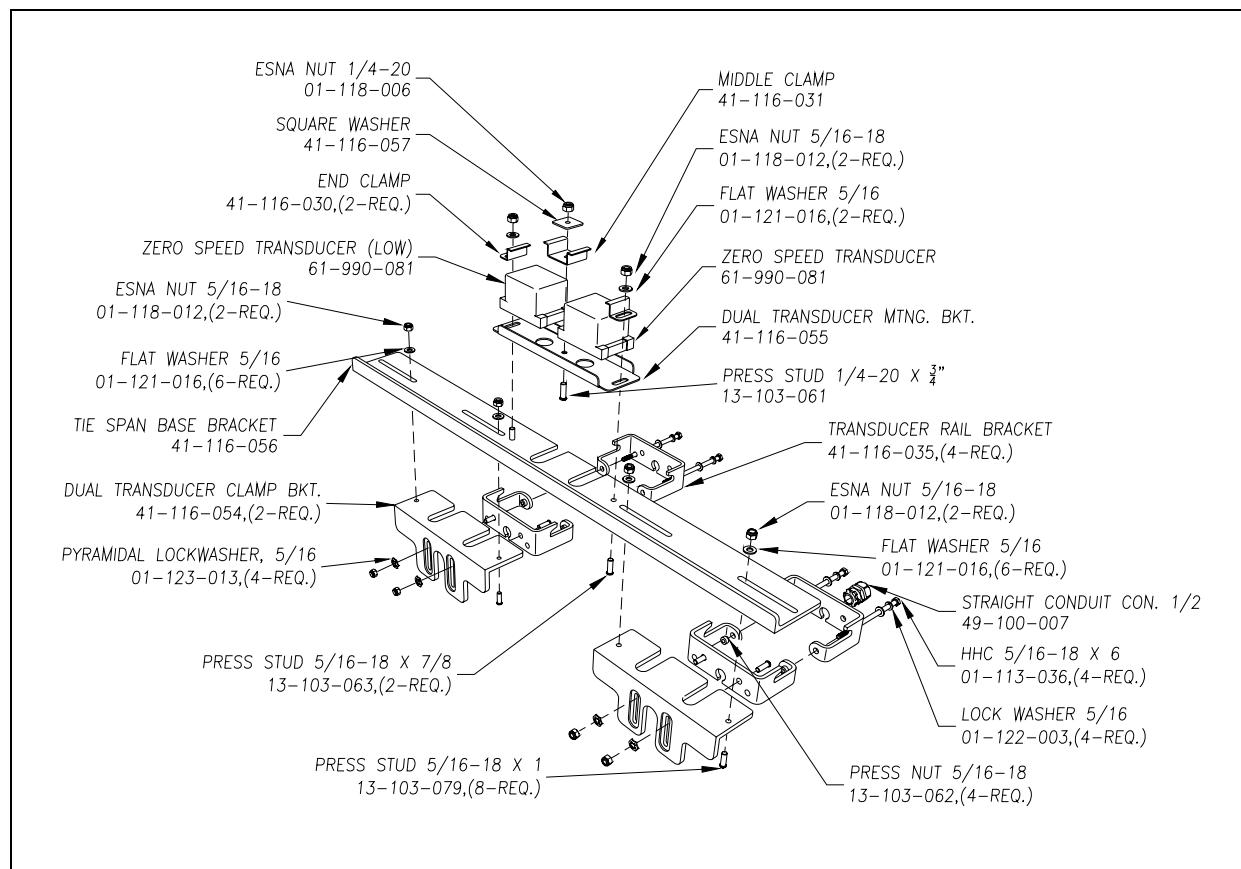 ESNA NUT 1/4-20
01-118-006
SQUARE WASHER
41-116-057
END CLAMP
41-116-030,(2-REQ.)
ZERO SPEED TRANSDUCER (LOW)
61-990-081
ESNA NUT 5/16-18
01-118-012,(2-REQ.)
FLAT WASHER 5/16
01-121-016,(6-REQ.)
TIE SPAN BASE BRACKET
41-116-056
DUAL TRANSDUCER CLAMP BKT.
41-116-054,(2-REQ.)
PYRAMIDAL LOCKWASHER, 5/16
01-123-013,(4-REQ.)
PRESS STUD 5/16-18 X 7/8
13-103-063,(2-REQ.)
PRESS STUD 5/16-18 X 1
13-103-079,(8-REQ.)
MIDDLE CLAMP
41-116-031
ESNA NUT 5/16-18
01-118-012,(2-REQ.)
FLAT WASHER 5/16
01-121-016,(2-REQ.)
ZERO SPEED TRANSDUCER
61-990-081
DUAL TRANSDUCER MTNG. BKT.
41-116-055
PRESS STUD 1/4-20 X 3/4"
13-103-061
TRANSDUCER RAIL BRACKET
41-116-035,(4-REQ.)
ESNA NUT 5/16-18
01-118-012,(2-REQ.)
FLAT WASHER 5/16
01-121-016,(6-REQ.)
STRAIGHT CONDUIT CON. 1/2
49-100-007
HHC 5/16-18 X 6
01-113-036,(4-REQ.)
LOCK WASHER 5/16
01-122-003,(4-REQ.)
PRESS NUT 5/16-18
13-103-062,(4-REQ.)